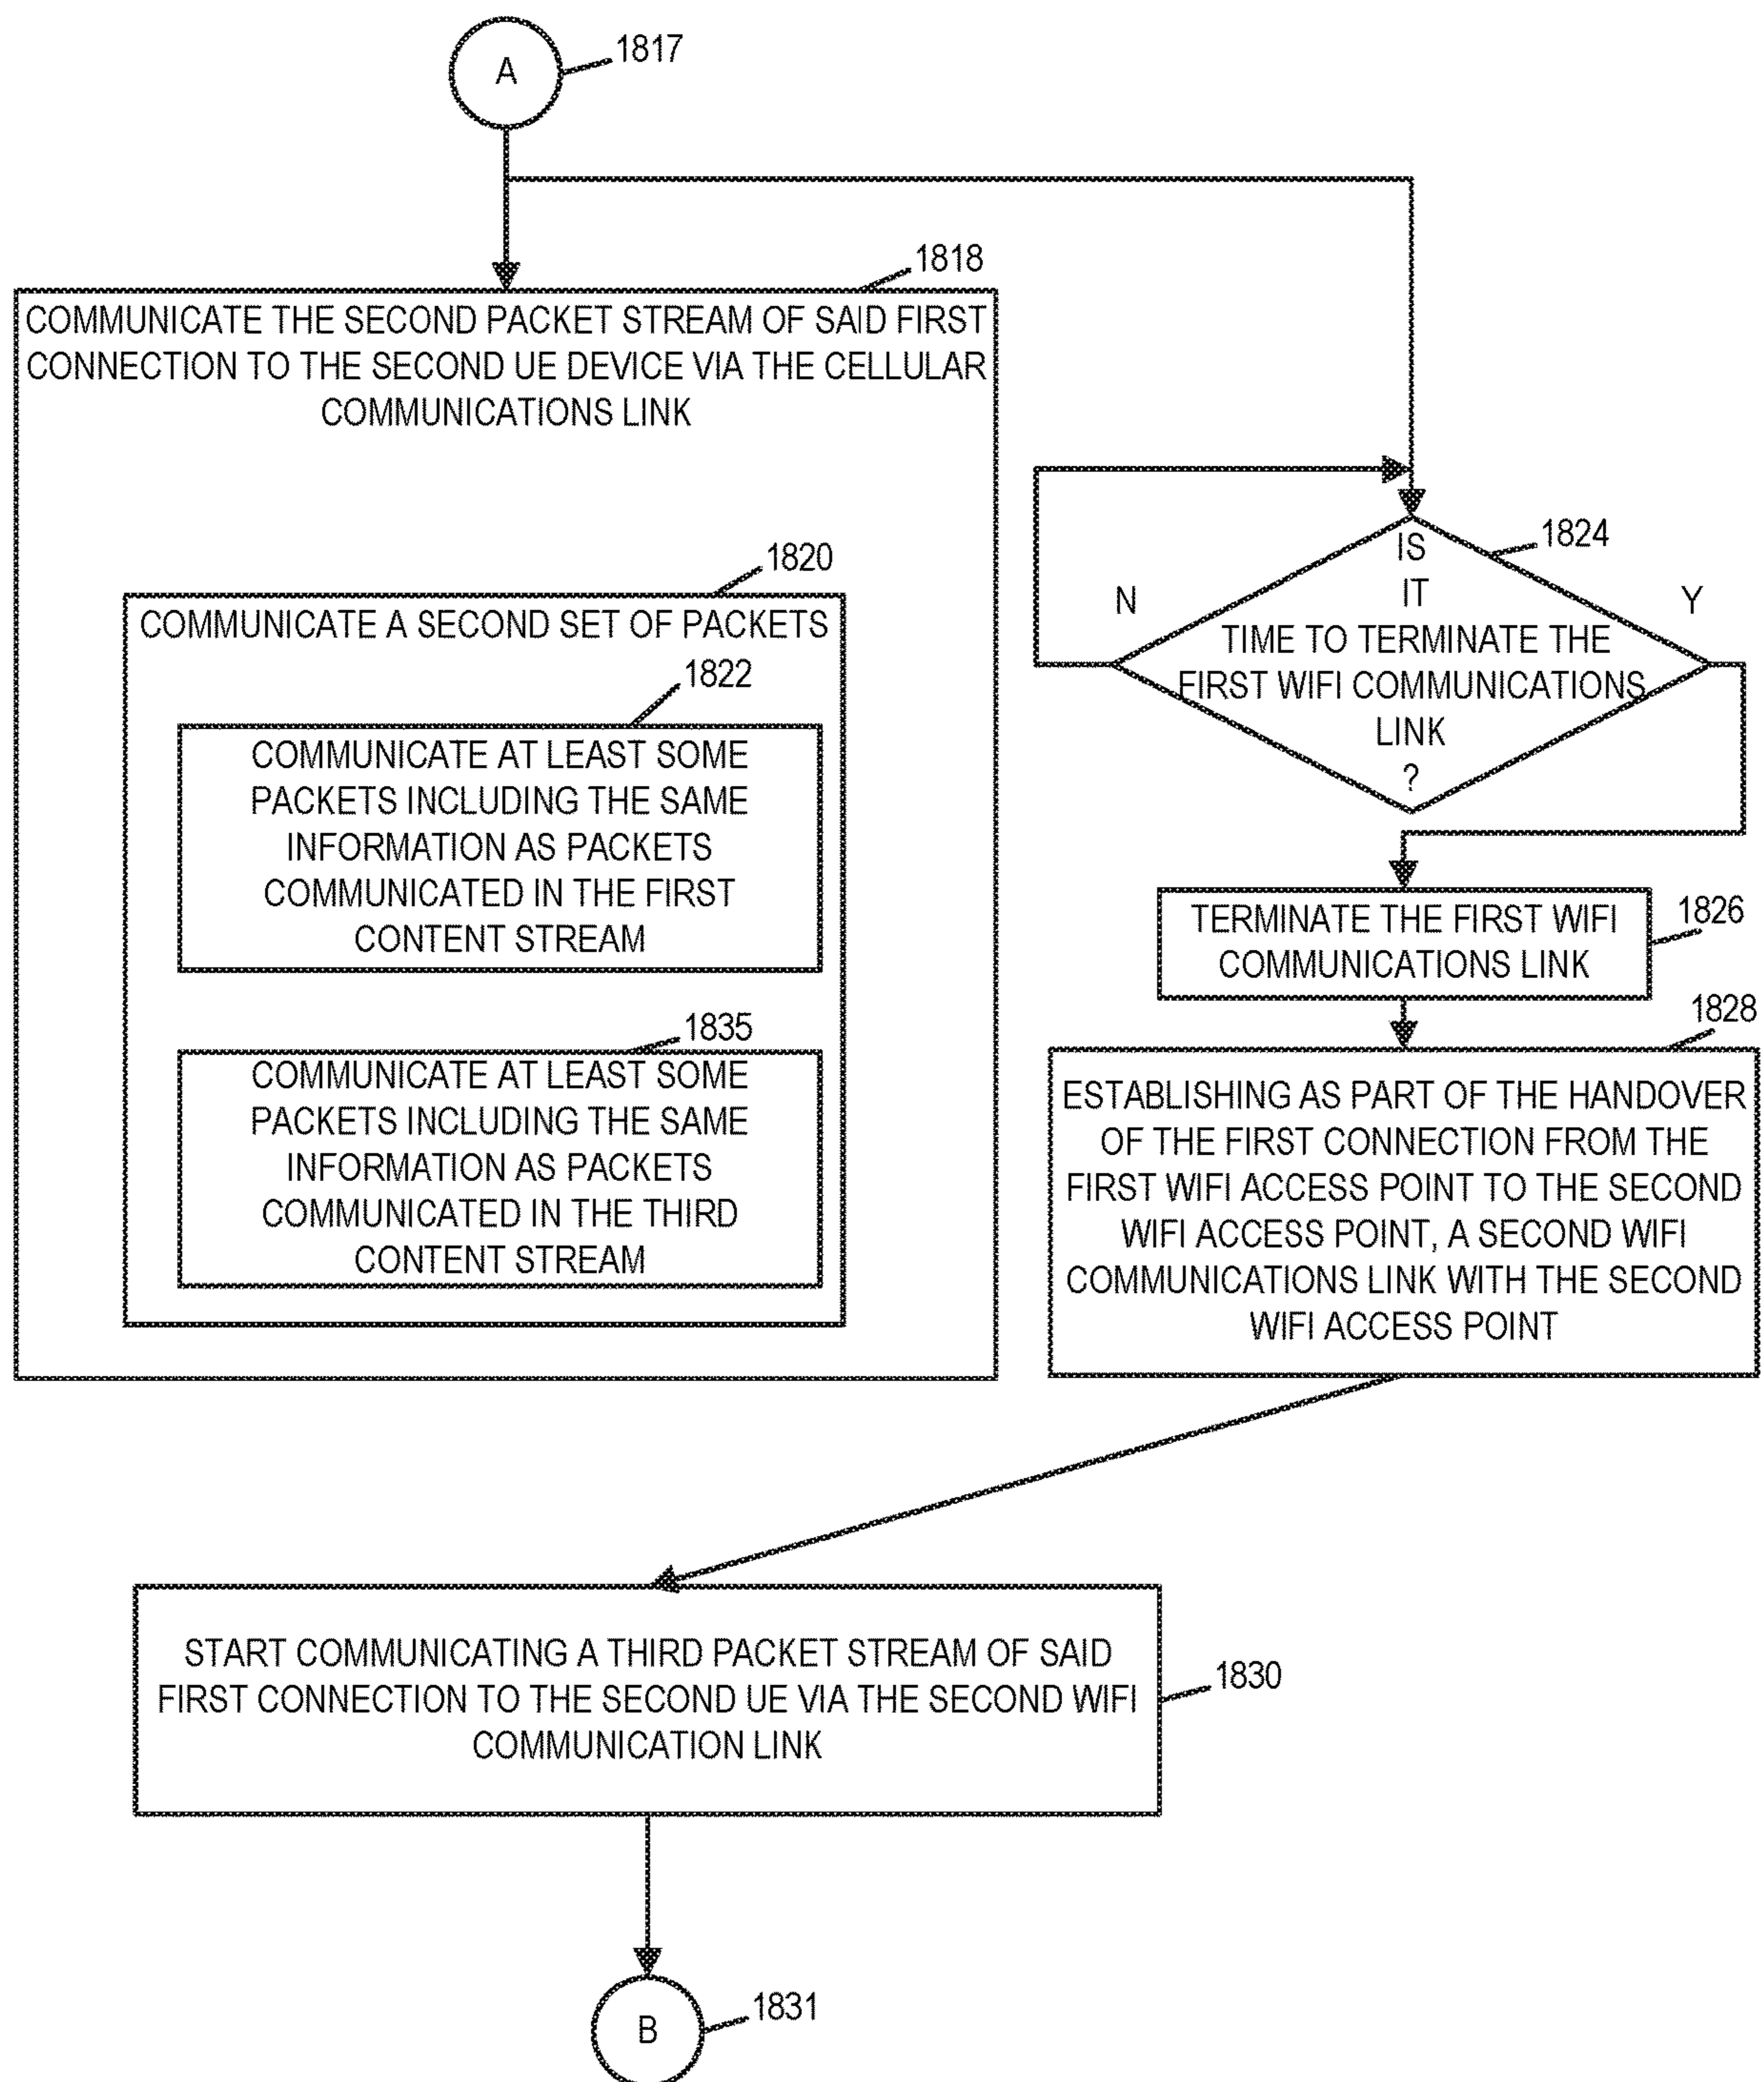 A
1817
1818
COMMUNICATE THE SECOND PACKET STREAM OF SAID FIRST
CONNECTION TO THE SECOND UE DEVICE VIA THE CELLULAR
COMMUNICATIONS LINK
1820
COMMUNICATE A SECOND SET OF PACKETS
1822
COMMUNICATE AT LEAST SOME
PACKETS INCLUDING THE SAME
INFORMATION AS PACKETS
COMMUNICATED IN THE FIRST
CONTENT STREAM
1835
COMMUNICATE AT LEAST SOME
PACKETS INCLUDING THE SAME
INFORMATION AS PACKETS
COMMUNICATED IN THE THIRD
CONTENT STREAM
1824
N
Y
IS
IT
TIME TO TERMINATE THE
FIRST WIFI COMMUNICATIONS
LINK
?
TERMINATE THE FIRST WIFI
COMMUNICATIONS LINK
1826
1828
ESTABLISHING AS PART OF THE HANDOVER
OF THE FIRST CONNECTION FROM THE
FIRST WIFI ACCESS POINT TO THE SECOND
WIFI ACCESS POINT, A SECOND WIFI
COMMUNICATIONS LINK WITH THE SECOND
WIFI ACCESS POINT
START COMMUNICATING A THIRD PACKET STREAM OF SAID
FIRST CONNECTION TO THE SECOND UE VIA THE SECOND WIFI
COMMUNICATION LINK
1830
B
1831